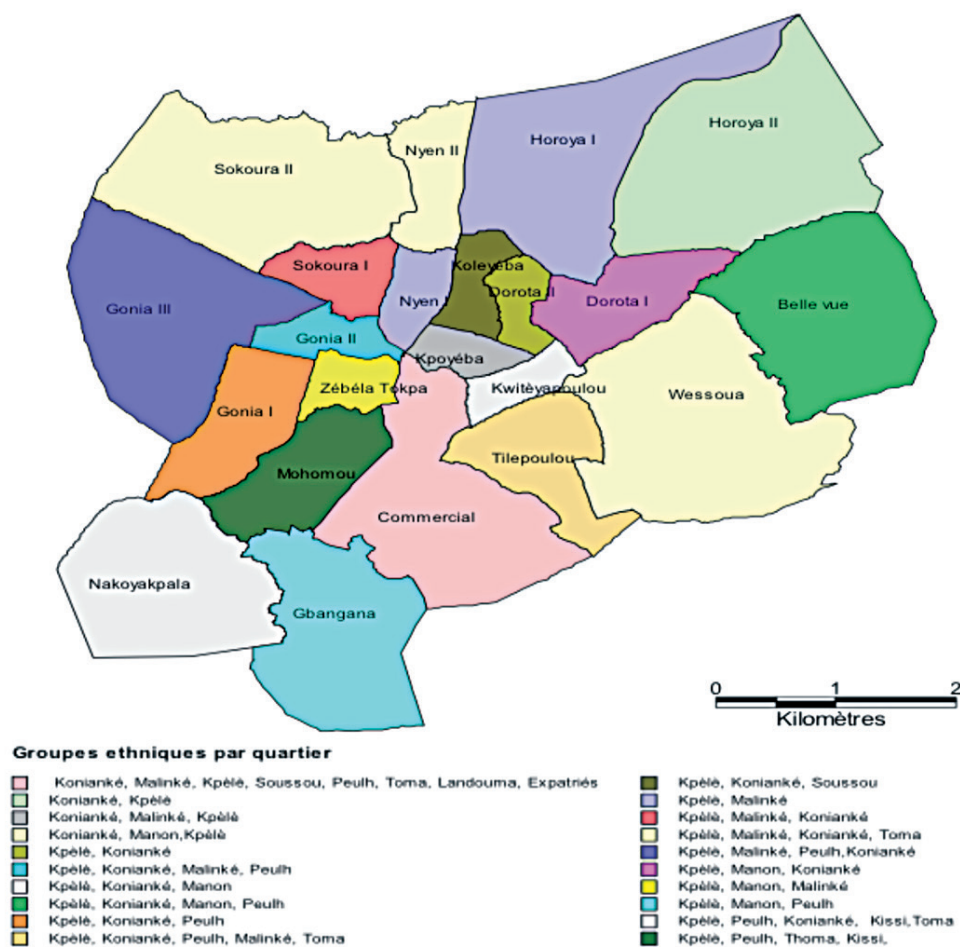 Horoya II
Horoya I
Nyen II
Sokoura II
Koleyéba
Sokoura I
Dorota II
Nyen I
Dorota I
Belle vue
Gonia III
Gonia II
Kpoyéba
Zébéla Tokpa
Kwitèyapoulou
Wessoua
Gonia I
Tilepoulou
Mohomou
Commercial
Nakoyakpala
Gbangana
0 1 2
Kilomètres
Groupes ethniques par quartier
Konianké, Malinké, Kpèlè, Soussou, Peulh, Toma, Landouma, Expatriés
Konianké, Kpèlè
Konianké, Malinké, Kpèlè
Konianké, Manon,Kpèlè
Kpèlè, Konianké
Kpèlè, Konianké, Malinké, Peulh
Kpèlè, Konianké, Manon
Kpèlè, Konianké, Manon, Peulh
Kpèlè, Konianké, Peulh
Kpèlè, Konianké, Peulh, Malinké, Toma
Kpèlè, Konianké, Soussou
Kpèlè, Malinké
Kpèlè, Malinké, Konianké
Kpèlè, Malinké, Konianké, Toma
Kpèlè, Malinké, Peulh,Konianké
Kpèlè, Manon, Konianké
Kpèlè, Manon, Malinké
Kpèlè, Manon, Peulh
Kpèlè, Peulh, Konianké, Kissi,Toma
Kpèlè, Peulh, Thoma, Kissi,